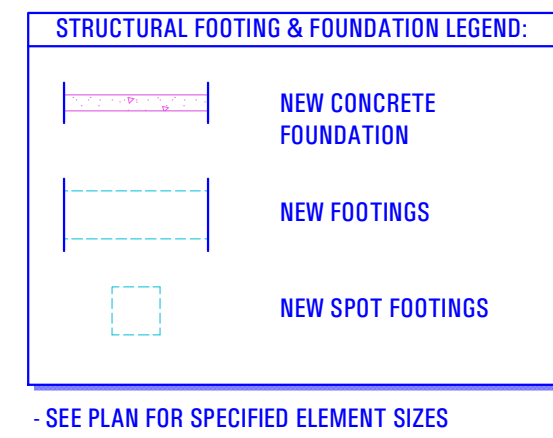 STRUCTURAL FOOTING & FOUNDATION LEGEND:
NEW CONCRETE
FOUNDATION
NEW FOOTINGS
NEW SPOT FOOTINGS
- SEE PLAN FOR SPECIFIED ELEMENT SIZES